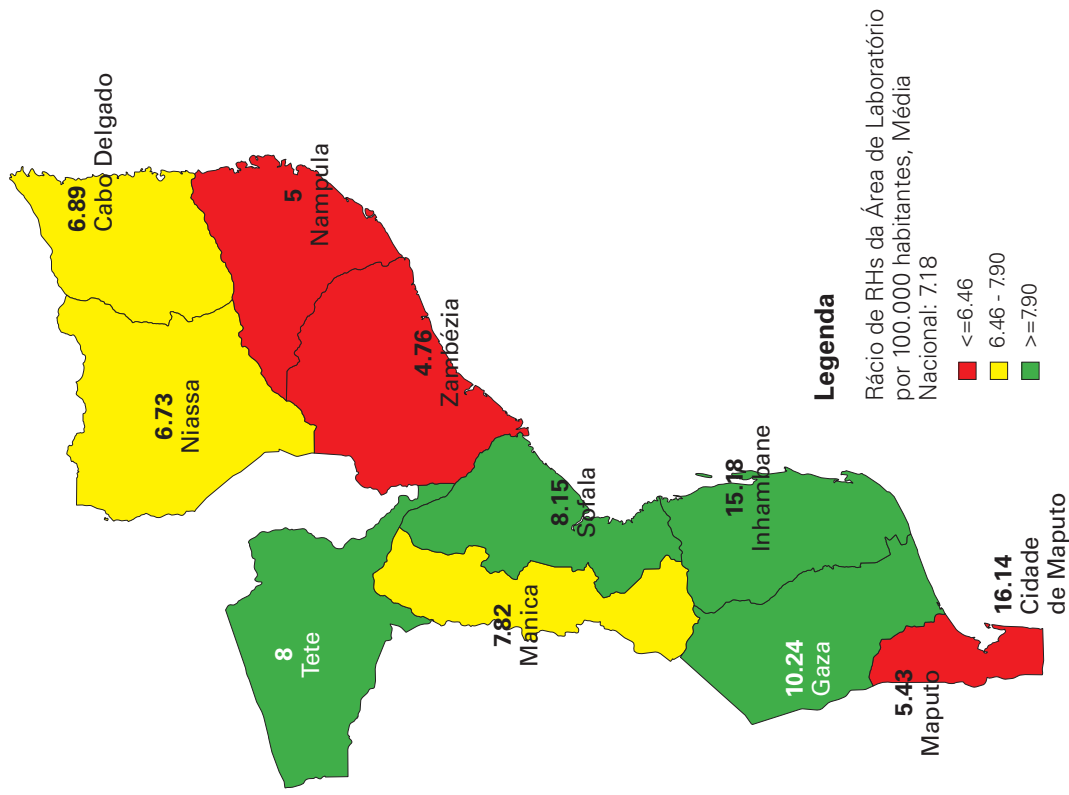 6.89
Cabo Delgado
6.73
Niassa
5
Nampula
4.76
Zambézia
8
Tete
7.82
Manica
8.15
Sofala
15.18
Inhambane
10.24
Gaza
5.43
Maputo
16.14
Cidade
de Maputo
Legenda
Rácio de RHs da Área de Laboratório
por 100.000 habitantes, Média
Nacional: 7.18
<=6.46
6.46 - 7.90
>=7.90